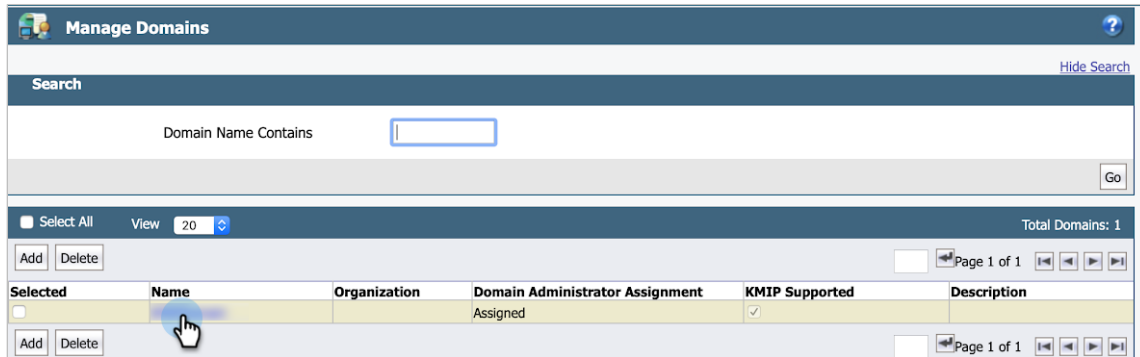 Manage Domains
?
Hide Search
Search
Domain Name Contains
Go
Select All View 20 Total Domains: 1
Add Delete Page 1 of 1
Selected Name Organization Domain Administrator Assignment KMIP Supported Description
Assigned
Add Delete Page 1 of 1